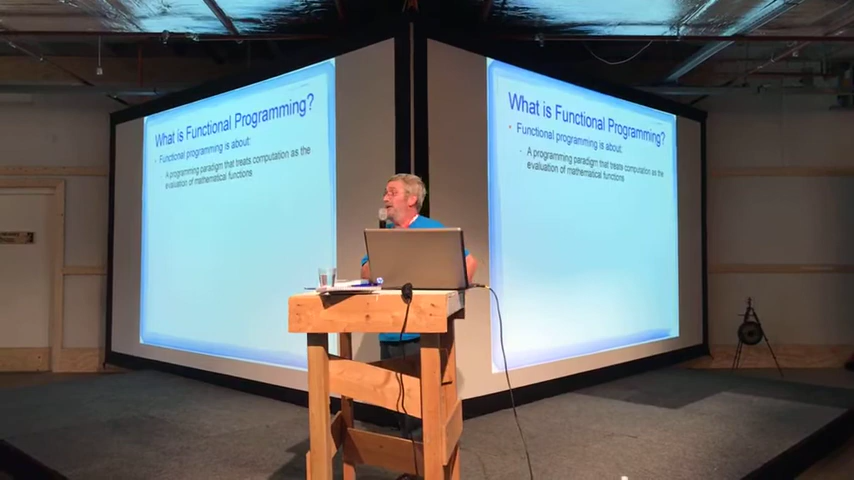 What is Functional Programming?
Functional programming is about:
A programming paradigm that treats computation as the
evaluation of mathematical functions
What is Functional Programming?
Functional programming is about:
A programming paradigm that treats computation as the
evaluation of mathematical functions